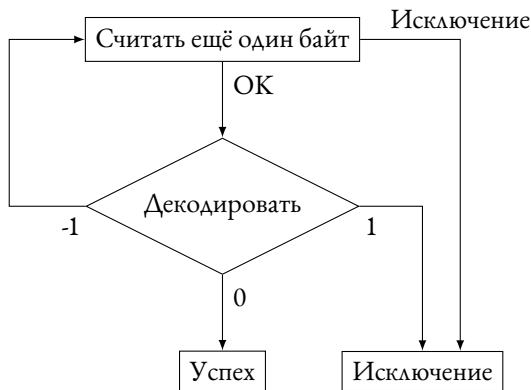 Исключение
Считать ещё один байт
OK
Декодировать
-1
1
0
Успех
Исключение